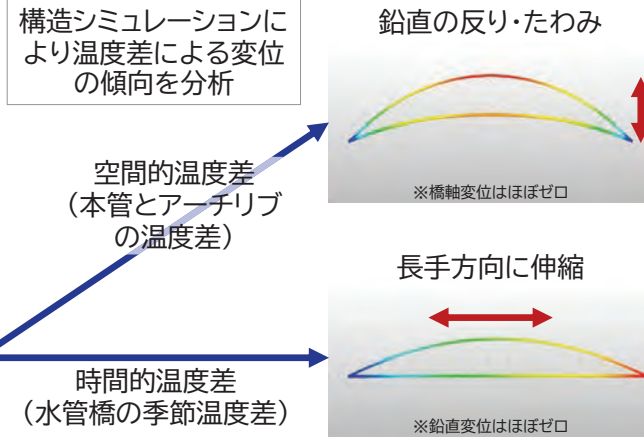 構造シミュレーションに
より温度差による変位
の傾向を分析
鉛直の反り・たわみ
※橋軸変位はほぼゼロ
空間的温度差
（本管とアーチリブ
の温度差）
長手方向に伸縮
※鉛直変位はほぼゼロ
時間的温度差
（水管橋の季節温度差）